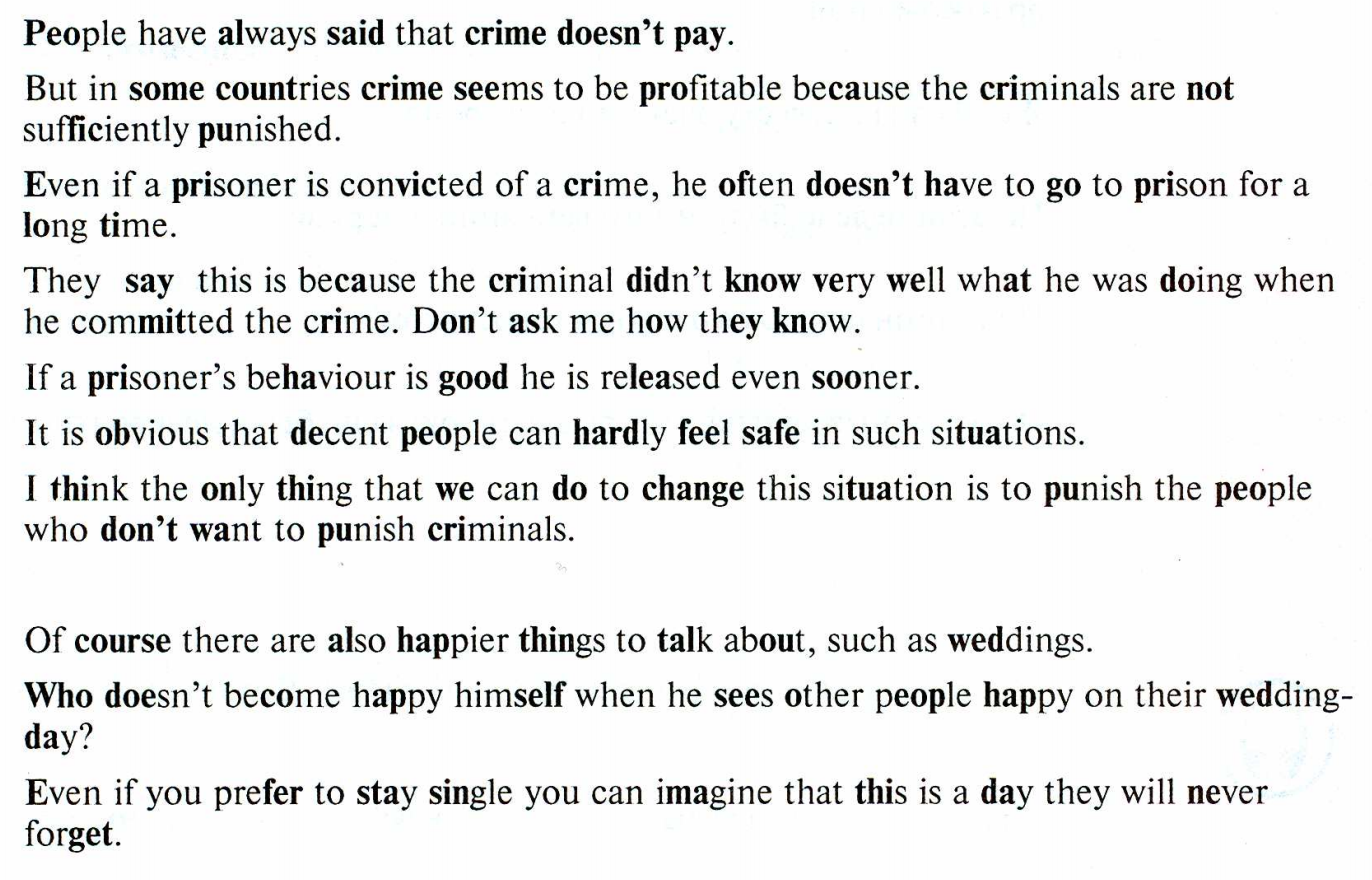 People have always said that crime doesn't pay.
But in some countries crime seems to be profitable because the criminals are not
sufficiently punished.
Even if a prisoner is convicted of a crime, he often doesn't have to go to prison for a
long time.
They say this is because the criminal didn't know very well what he was doing when
he committed the crime. Don't ask me how they know.
If a prisoner's behaviour is good he is released even sooner.
It is obvious that decent people can hardly feel safe in such situations.
I think the only thing that we can do to change this situation is to punish the people
who don't want to punish criminals.
Of course there are also happier things to talk about, such as weddings.
Who doesn't become happy himself when he sees other people happy on their wedding-
day?
Even if you prefer to stay single you can imagine that this is a day they will never
forget.